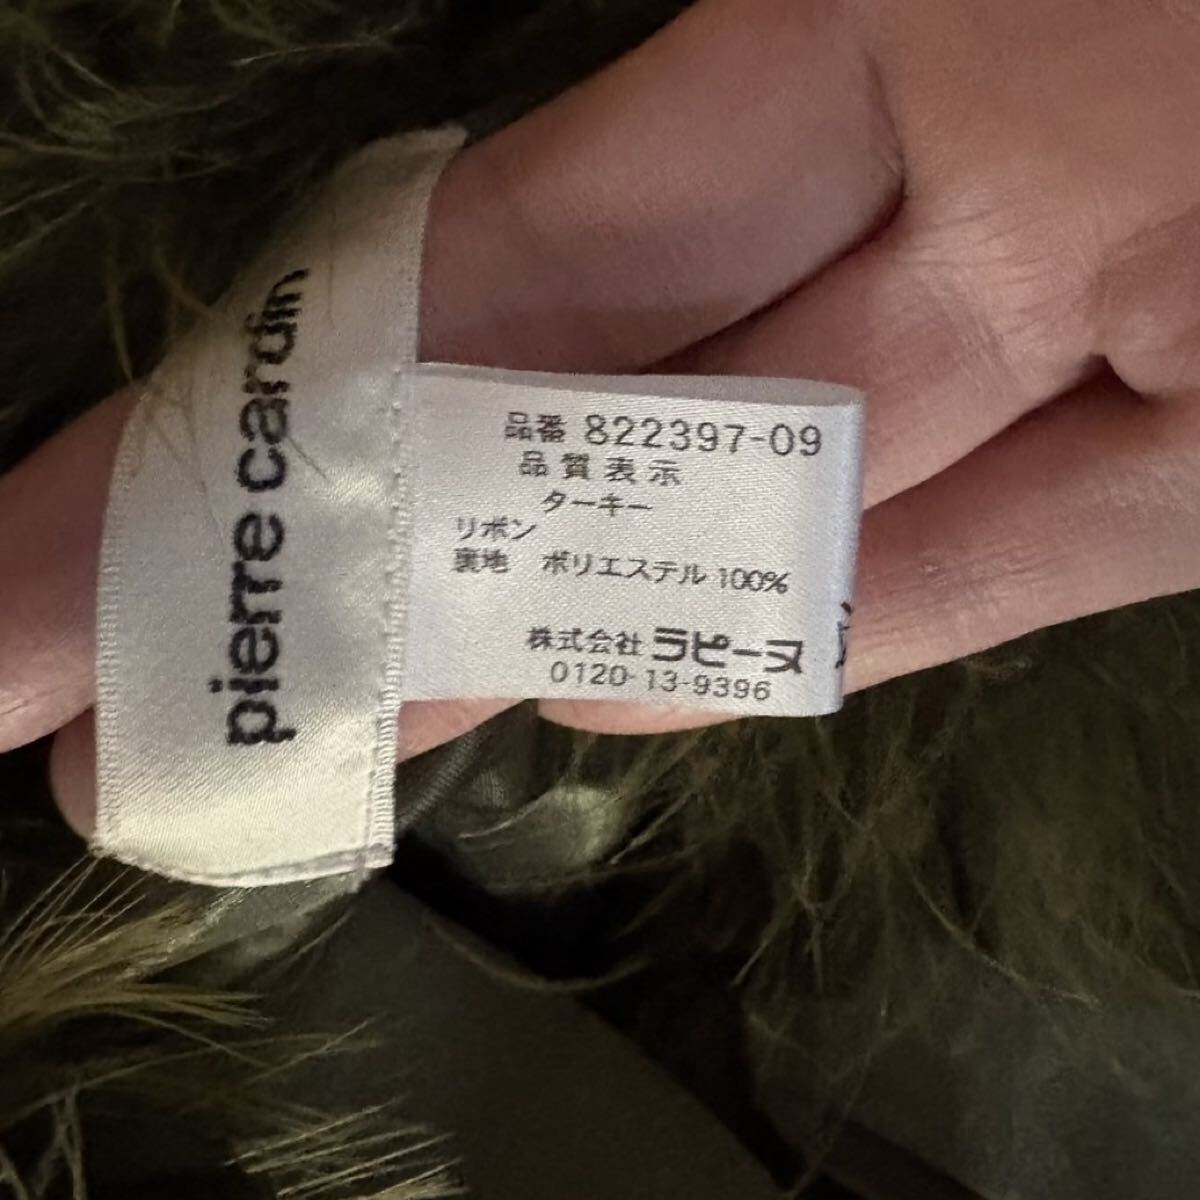 pierre cardin
品番 822397-09
品質表示
ターキー
リボン
裏地 ポリエステル 100%
株式会社 ラピーヌ
0120-13-9396